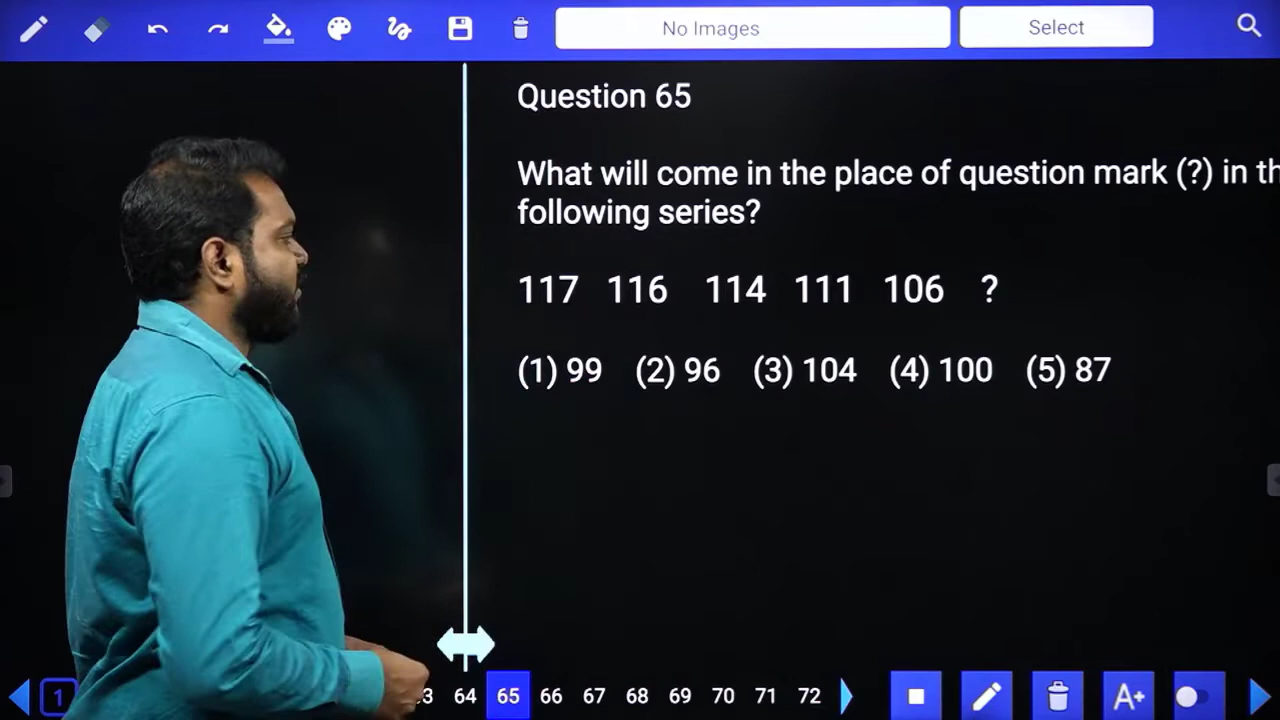 No Images
Select
Question 65
What will come in the place of question mark (?) in th
following series?
117 116 114 111 106 ?
(1) 99 (2) 96 (3) 104 (4) 100 (5) 87
1 3 64 65 66 67 68 69 70 71 72
A+